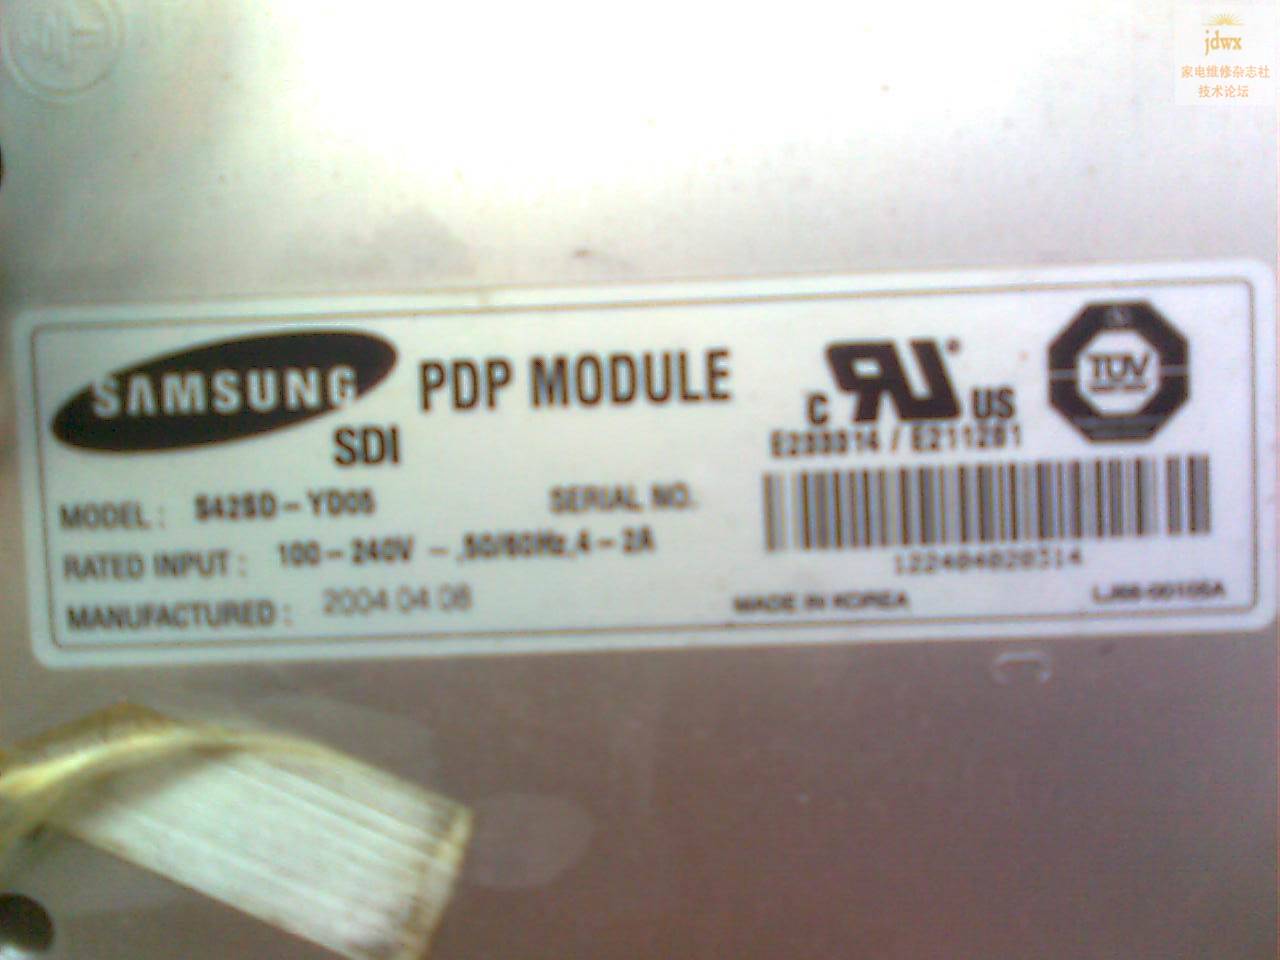 jdwx
家电维修杂志社
技术论坛
SAMSUNG
SDI
PDP MODULE
C US
TÜV
MODEL : S42SD-YD05
SERIAL NO.
RATED INPUT : 100-240V ~ ,50/60Hz,4-2A
MANUFACTURED : 2004.04.08
122404020314
MADE IN KOREA